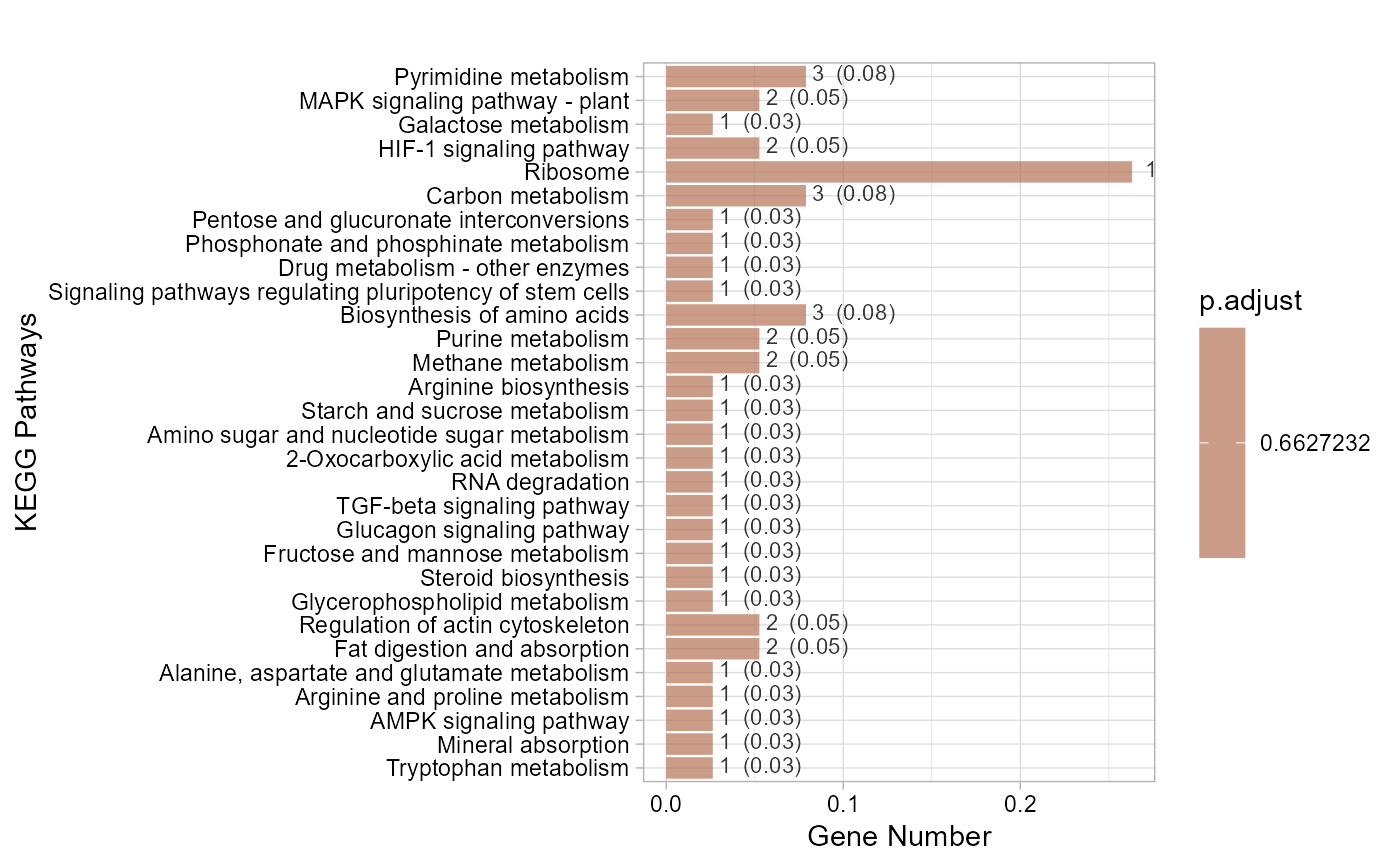 Pyrimidine metabolism 3 (0.08)
MAPK signaling pathway - plant 2 (0.05)
Galactose metabolism 1 (0.03)
HIF-1 signaling pathway 2 (0.05)
Ribosome 1
Carbon metabolism 3 (0.08)
Pentose and glucuronate interconversions 1 (0.03)
Phosphonate and phosphinate metabolism 1 (0.03)
Drug metabolism - other enzymes 1 (0.03)
Signaling pathways regulating pluripotency of stem cells 1 (0.03)
Biosynthesis of amino acids 3 (0.08)
Purine metabolism 2 (0.05)
Methane metabolism 2 (0.05)
Arginine biosynthesis 1 (0.03)
Starch and sucrose metabolism 1 (0.03)
Amino sugar and nucleotide sugar metabolism 1 (0.03)
2-Oxocarboxylic acid metabolism 1 (0.03)
RNA degradation 1 (0.03)
TGF-beta signaling pathway 1 (0.03)
Glucagon signaling pathway 1 (0.03)
Fructose and mannose metabolism 1 (0.03)
Steroid biosynthesis 1 (0.03)
Glycerophospholipid metabolism 1 (0.03)
Regulation of actin cytoskeleton 2 (0.05)
Fat digestion and absorption 2 (0.05)
Alanine, aspartate and glutamate metabolism 1 (0.03)
Arginine and proline metabolism 1 (0.03)
AMPK signaling pathway 1 (0.03)
Mineral absorption 1 (0.03)
Tryptophan metabolism 1 (0.03)
0.0 0.1 0.2
Gene Number
KEGG Pathways
p.adjust
0.6627232